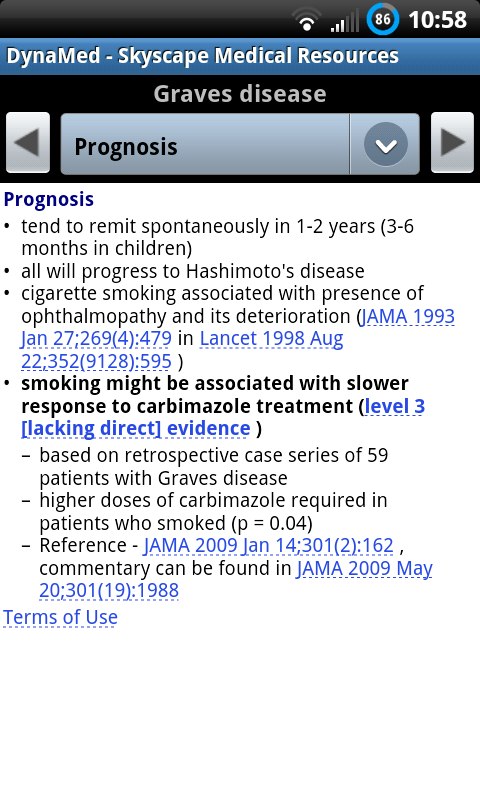 86 10:58
DynaMed - Skyscape Medical Resources
Graves disease
Prognosis
Prognosis
• tend to remit spontaneously in 1-2 years (3-6
months in children)
• all will progress to Hashimoto's disease
• cigarette smoking associated with presence of
ophthalmopathy and its deterioration (JAMA 1993
Jan 27;269(4):479 in Lancet 1998 Aug
22;352(9128):595 )
• smoking might be associated with slower
response to carbimazole treatment (level 3
[lacking direct] evidence )
– based on retrospective case series of 59
patients with Graves disease
– higher doses of carbimazole required in
patients who smoked (p = 0.04)
– Reference - JAMA 2009 Jan 14;301(2):162 ,
commentary can be found in JAMA 2009 May
20;301(19):1988
Terms of Use